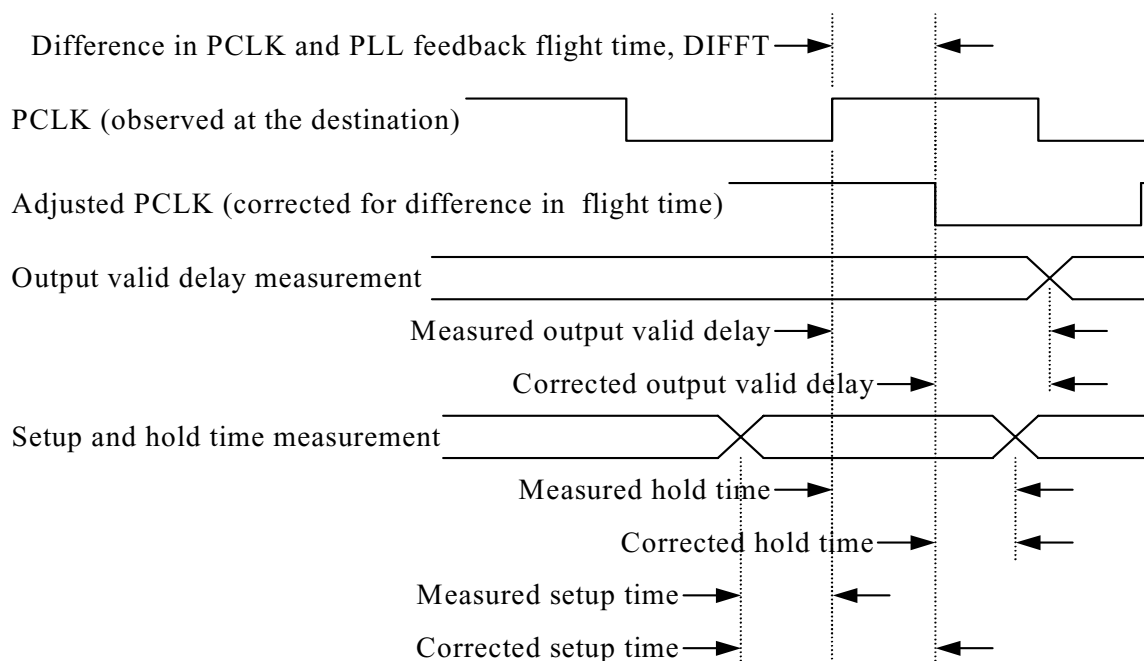 Difference in PCLK and PLL feedback flight time, DIFFT
PCLK (observed at the destination)
Adjusted PCLK (corrected for difference in flight time)
Output valid delay measurement
Measured output valid delay
Corrected output valid delay
Setup and hold time measurement
Measured hold time
Corrected hold time
Measured setup time
Corrected setup time